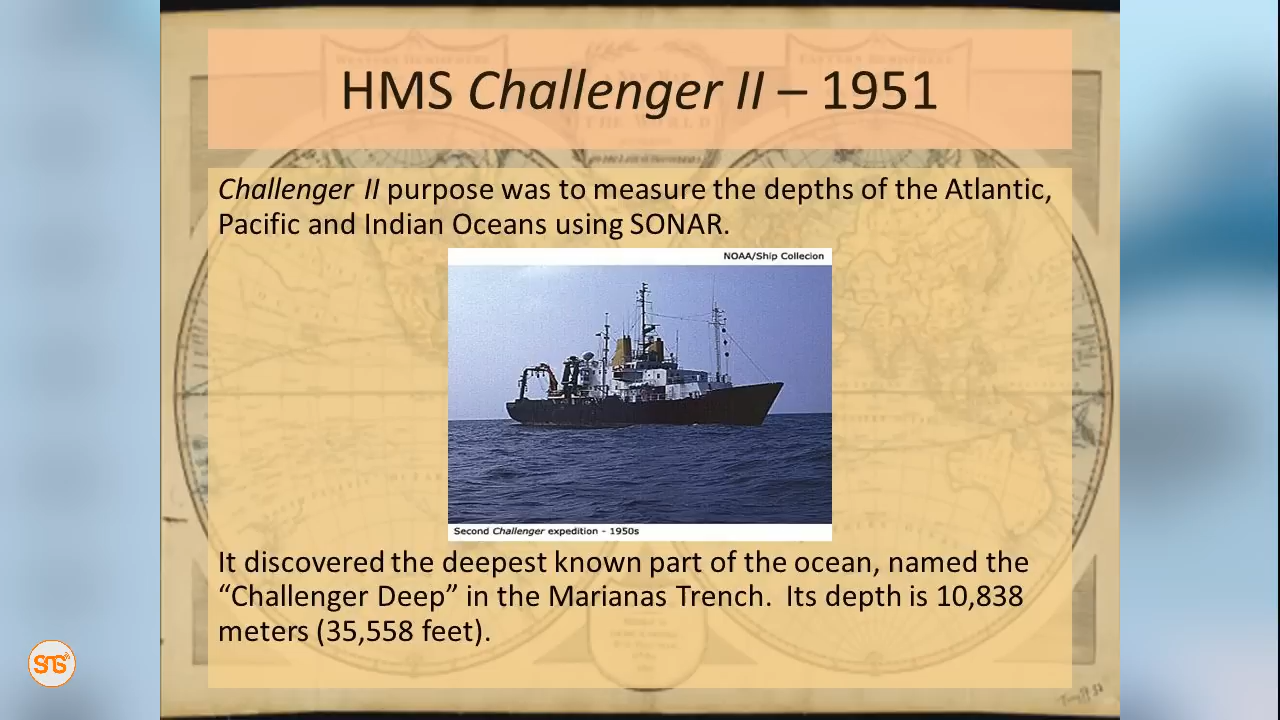 HMS Challenger II – 1951
Challenger II purpose was to measure the depths of the Atlantic,
Pacific and Indian Oceans using SONAR.
NOAA/Ship Collecion
Second Challenger expedition - 1950s
It discovered the deepest known part of the ocean, named the
“Challenger Deep” in the Marianas Trench. Its depth is 10,838
meters (35,558 feet).
SNS